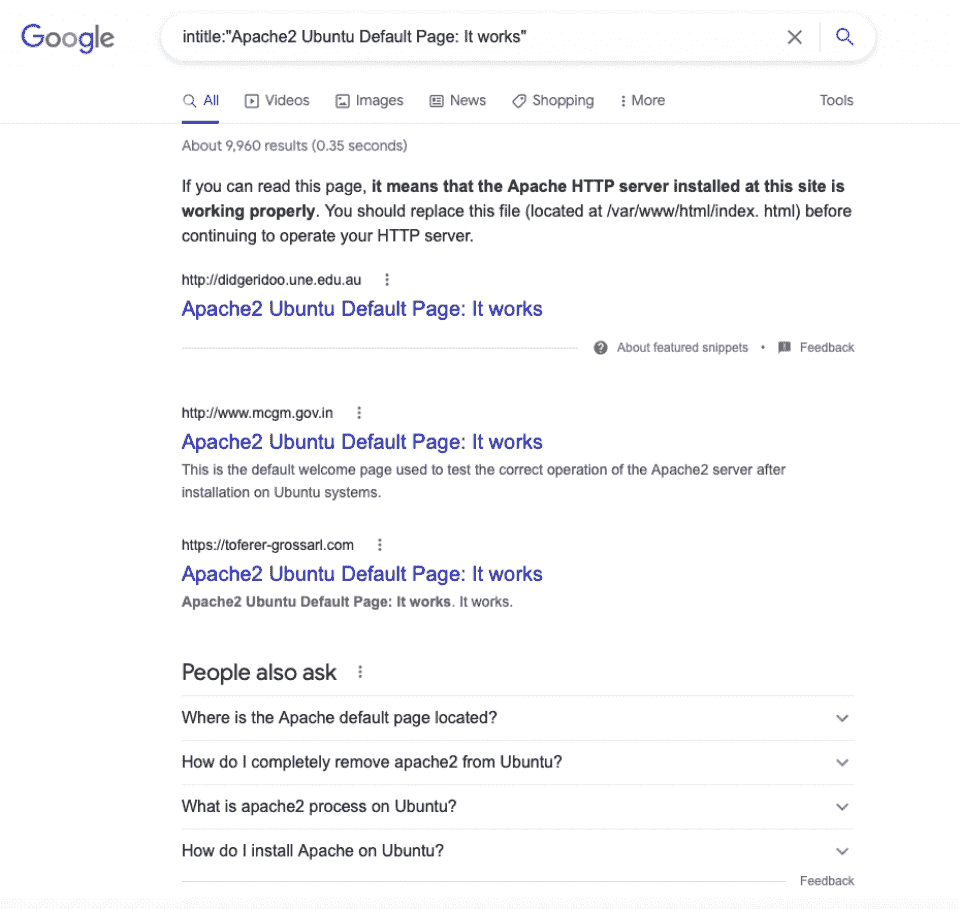 Google
intitle:"Apache2 Ubuntu Default Page: It works"
All Videos Images News Shopping More Tools
About 9,960 results (0.35 seconds)
If you can read this page, it means that the Apache HTTP server installed at this site is
working properly. You should replace this file (located at /var/www/html/index. html) before
continuing to operate your HTTP server.
http://didgeridoo.une.edu.au
Apache2 Ubuntu Default Page: It works
About featured snippets • Feedback
http://www.mcgm.gov.in
Apache2 Ubuntu Default Page: It works
This is the default welcome page used to test the correct operation of the Apache2 server after
installation on Ubuntu systems.
https://toferer-grossarl.com
Apache2 Ubuntu Default Page: It works
Apache2 Ubuntu Default Page: It works. It works.
People also ask
Where is the Apache default page located?
How do I completely remove apache2 from Ubuntu?
What is apache2 process on Ubuntu?
How do I install Apache on Ubuntu?
Feedback